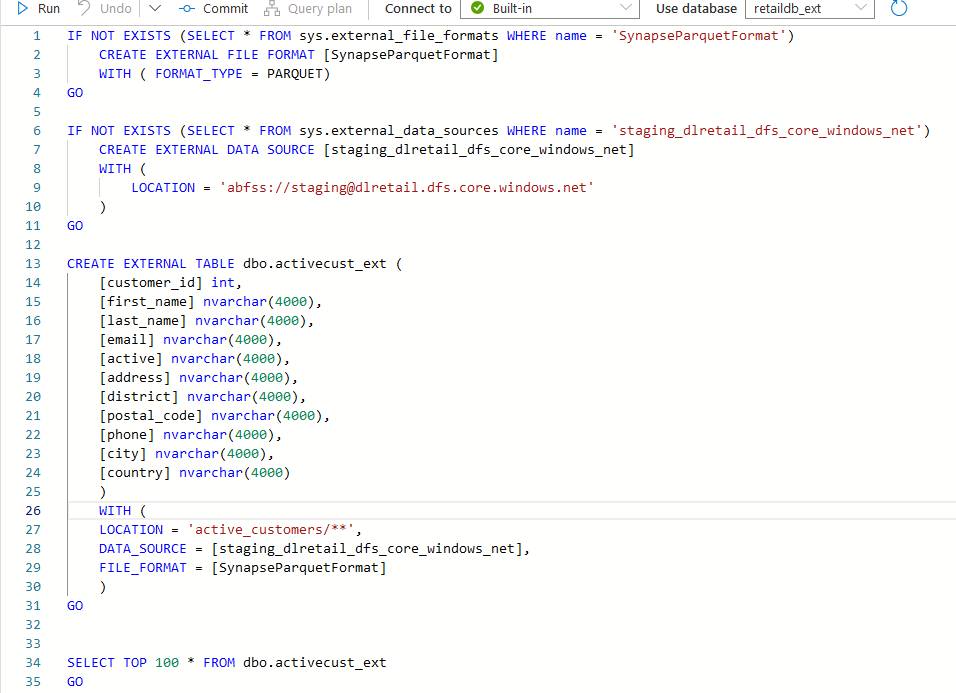 Run Undo Commit Query plan Connect to Built-in Use database retaildb_ext
1 IF NOT EXISTS (SELECT * FROM sys.external_file_formats WHERE name = 'SynapseParquetFormat')
2 CREATE EXTERNAL FILE FORMAT [SynapseParquetFormat]
3 WITH ( FORMAT_TYPE = PARQUET)
4 GO
5
6 IF NOT EXISTS (SELECT * FROM sys.external_data_sources WHERE name = 'staging_dlretail_dfs_core_windows_net')
7 CREATE EXTERNAL DATA SOURCE [staging_dlretail_dfs_core_windows_net]
8 WITH (
9 LOCATION = 'abfss://staging@dlretail.dfs.core.windows.net'
10 )
11 GO
12
13 CREATE EXTERNAL TABLE dbo.activecust_ext (
14 [customer_id] int,
15 [first_name] nvarchar(4000),
16 [last_name] nvarchar(4000),
17 [email] nvarchar(4000),
18 [active] nvarchar(4000),
19 [address] nvarchar(4000),
20 [district] nvarchar(4000),
21 [postal_code] nvarchar(4000),
22 [phone] nvarchar(4000),
23 [city] nvarchar(4000),
24 [country] nvarchar(4000)
25 )
26 WITH (
27 LOCATION = 'active_customers/**',
28 DATA_SOURCE = [staging_dlretail_dfs_core_windows_net],
29 FILE_FORMAT = [SynapseParquetFormat]
30 )
31 GO
32
33
34 SELECT TOP 100 * FROM dbo.activecust_ext
35 GO